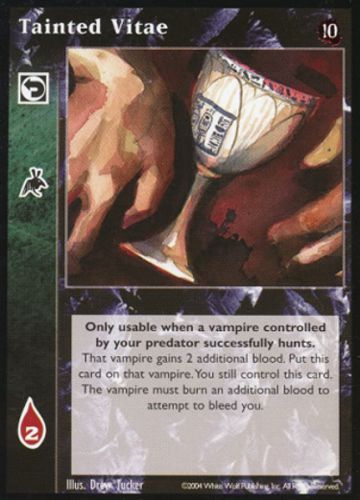 Tainted Vitae
10
Only usable when a vampire controlled
by your predator successfully hunts.
That vampire gains 2 additional blood. Put this
card on that vampire. You still control this card.
The vampire must burn an additional blood to
attempt to bleed you.
2
Illus. Drew Tucker
©2004 White Wolf Publishing, Inc. All Rights Reserved.